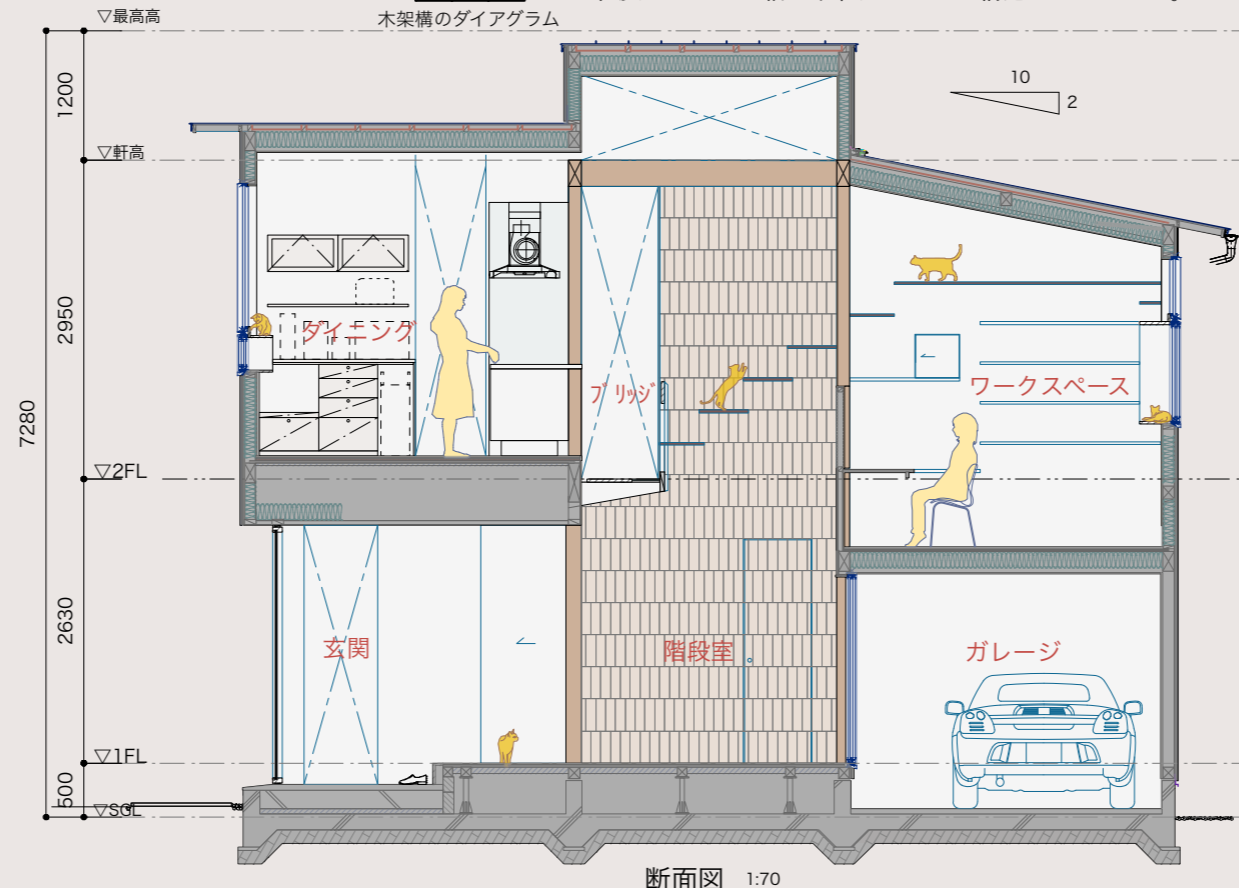 ▽最高高
木架構のダイアグラム
1200
10
2
▽軒高
2950
ダイニング
ブリッジ
ワークスペース
7280
▽2FL
2630
玄関
階段室
ガレージ
▽1FL
500
▽SGL
断面図 1:70